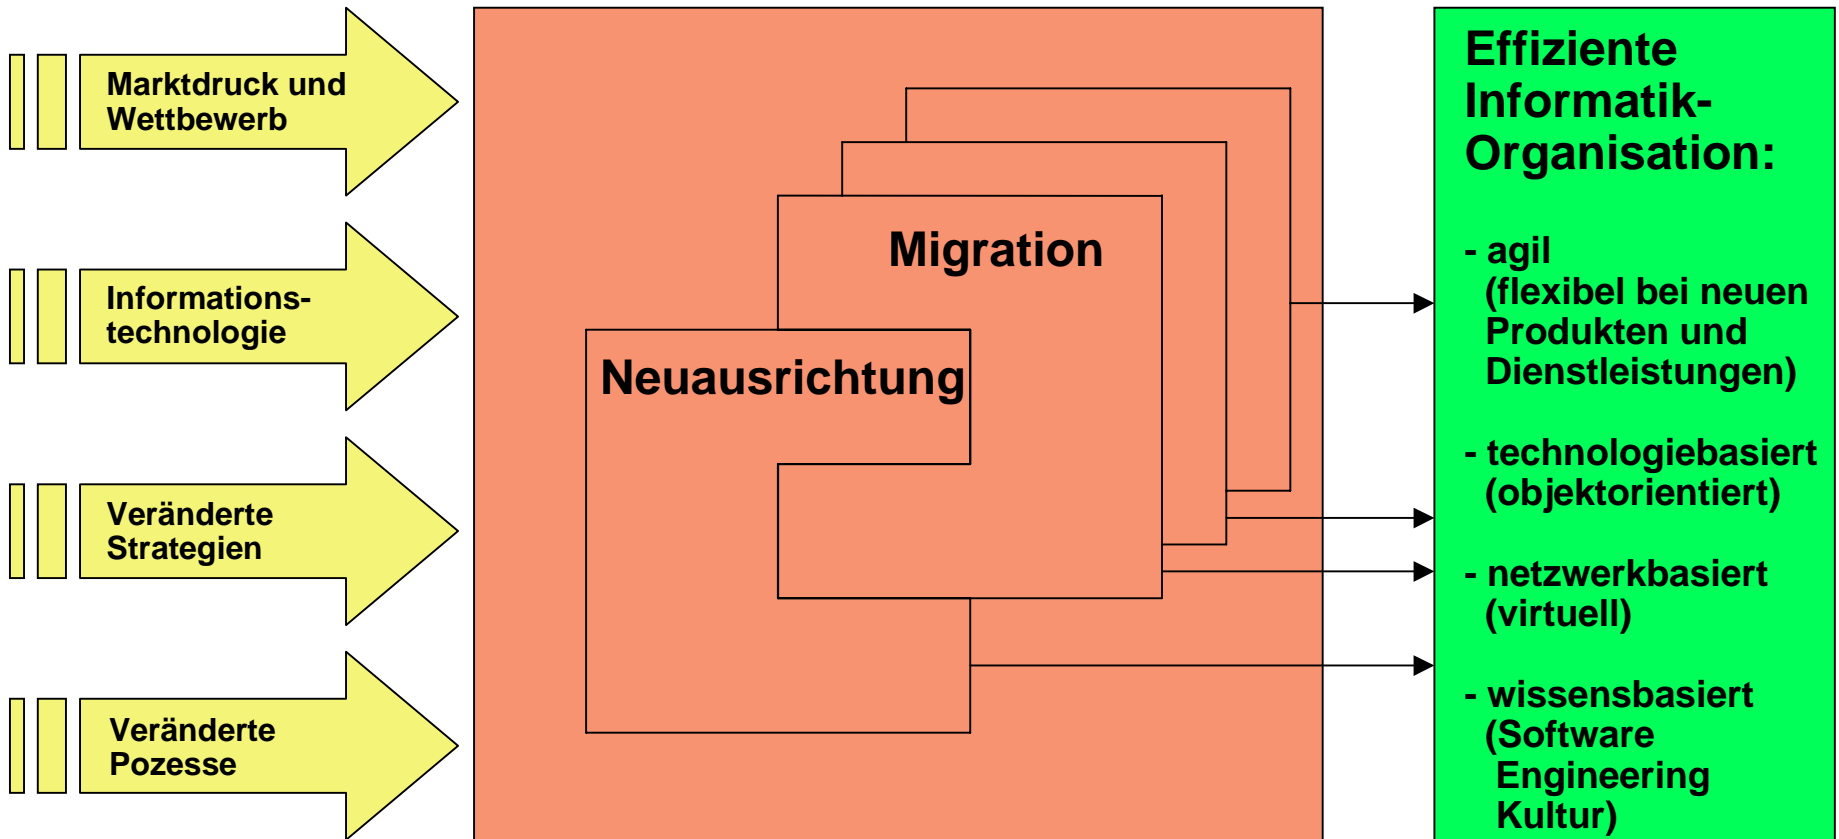 Marktdruck und
Wettbewerb
Informations-
technologie
Veränderte
Strategien
Veränderte
Pozesse
Migration
Neuausrichtung
Effiziente
Informatik-
Organisation:
- agil
(flexibel bei neuen
Produkten und
Dienstleistungen)
- technologiebasiert
(objektorientiert)
- netzwerkbasiert
(virtuell)
- wissensbasiert
(Software
Engineering
Kultur)